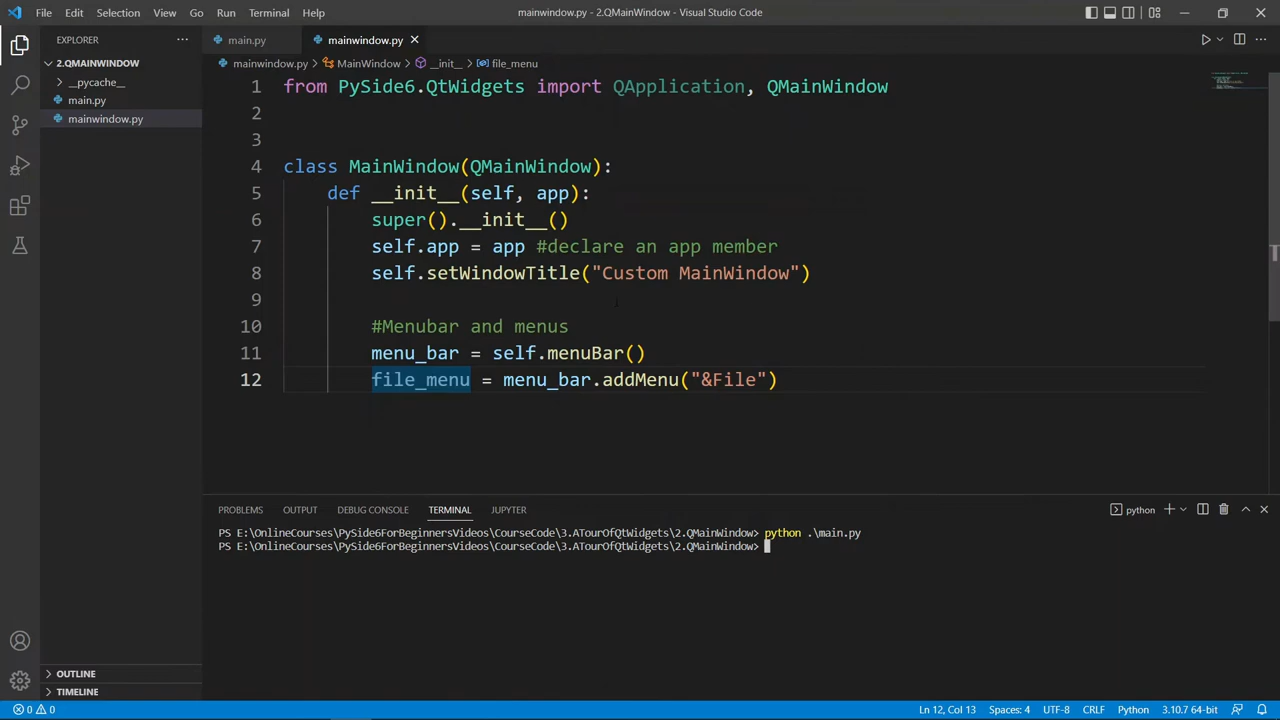 File Edit Selection View Go Run Terminal Help
mainwindow.py - 2.QMainWindow - Visual Studio Code
EXPLORER
main.py
mainwindow.py
2.QMAINWINDOW
mainwindow.py > MainWindow > __init__ > file_menu
__pycache__
main.py
mainwindow.py
1 from PySide6.QtWidgets import QApplication, QMainWindow
2
3
4 class MainWindow(QMainWindow):
5 def __init__(self, app):
6 super().__init__()
7 self.app = app #declare an app member
8 self.setWindowTitle("Custom MainWindow")
9
10 #Menubar and menus
11 menu_bar = self.menuBar()
12 file_menu = menu_bar.addMenu("&File")
PROBLEMS OUTPUT DEBUG CONSOLE TERMINAL JUPYTER
python
PS E:\OnlineCourses\PySide6ForBeginnersVideos\CourseCode\3.ATourOfQtWidgets\2.QMainWindow> python .\main.py
PS E:\OnlineCourses\PySide6ForBeginnersVideos\CourseCode\3.ATourOfQtWidgets\2.QMainWindow>
OUTLINE
TIMELINE
0 0
Ln 12, Col 13 Spaces: 4 UTF-8 CRLF Python 3.10.7 64-bit